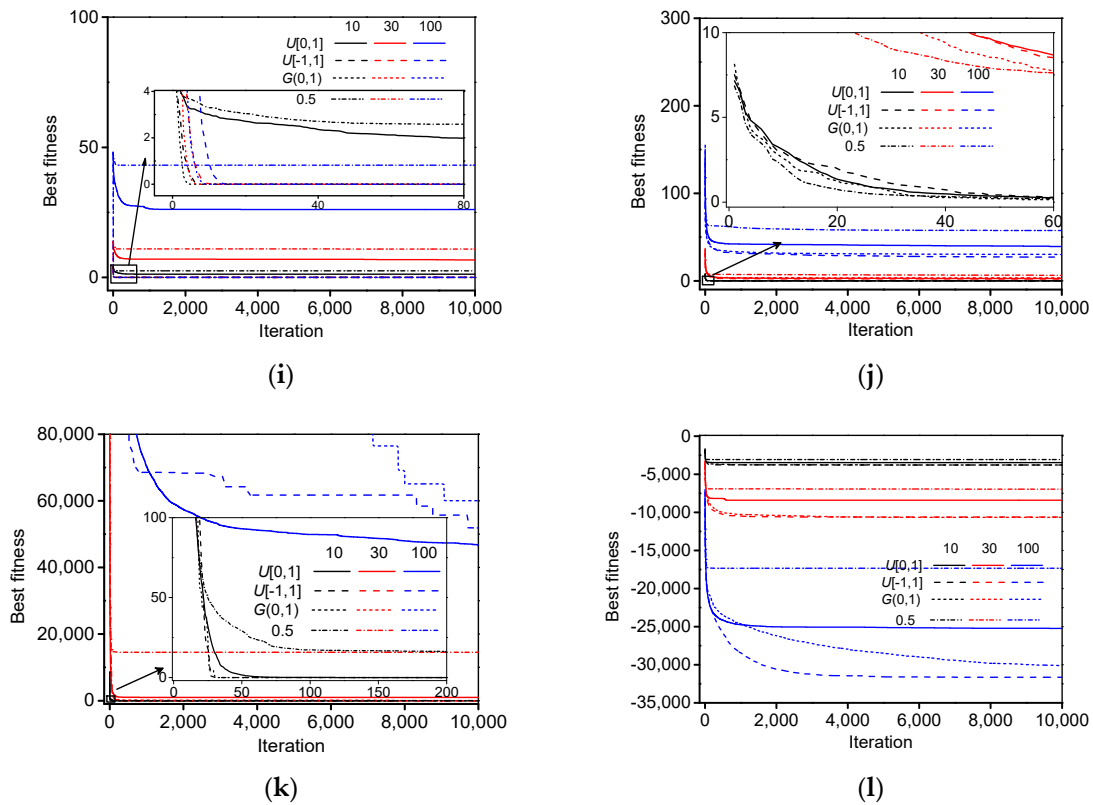 100
50
0
Best fitness
0
2,000
4,000
6,000
8,000
10,000
Iteration
10 30 100
U[0,1]
U[-1,1]
G(0,1)
0.5
4
2
0
0 40 80
(i)
300
250
200
150
100
50
0
Best fitness
0
2,000
4,000
6,000
8,000
10,000
Iteration
10
5
0
0 20 40 60
10 30 100
U[0,1]
U[-1,1]
G(0,1)
0.5
(j)
80,000
60,000
40,000
20,000
0
Best fitness
0
2,000
4,000
6,000
8,000
10,000
Iteration
100
50
0
0 50 100 150 200
10 30 100
U[0,1]
U[-1,1]
G(0,1)
0.5
(k)
0
-5,000
-10,000
-15,000
-20,000
-25,000
-30,000
-35,000
Best fitness
0
2,000
4,000
6,000
8,000
10,000
Iteration
10 30 100
U[0,1]
U[-1,1]
G(0,1)
0.5
(l)